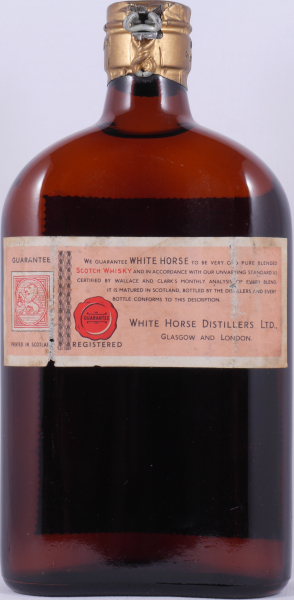 GUARANTEE
WE GUARANTEE WHITE HORSE TO BE VERY OLD PURE BLENDED
SCOTCH WHISKY AND IN ACCORDANCE WITH OUR UNVARYING STANDARD AS
CERTIFIED BY WALLACE AND CLARK'S MONTHLY ANALYSIS OF EVERY BLEND
IT IS MATURED IN SCOTLAND, BOTTLED BY THE DISTILLERS AND EVERY
BOTTLE CONFORMS TO THIS DESCRIPTION.
GUARANTEE
WHITE HORSE DISTILLERS LTD.,
GLASGOW AND LONDON.
PRINTED IN SCOTLAND
REGISTERED